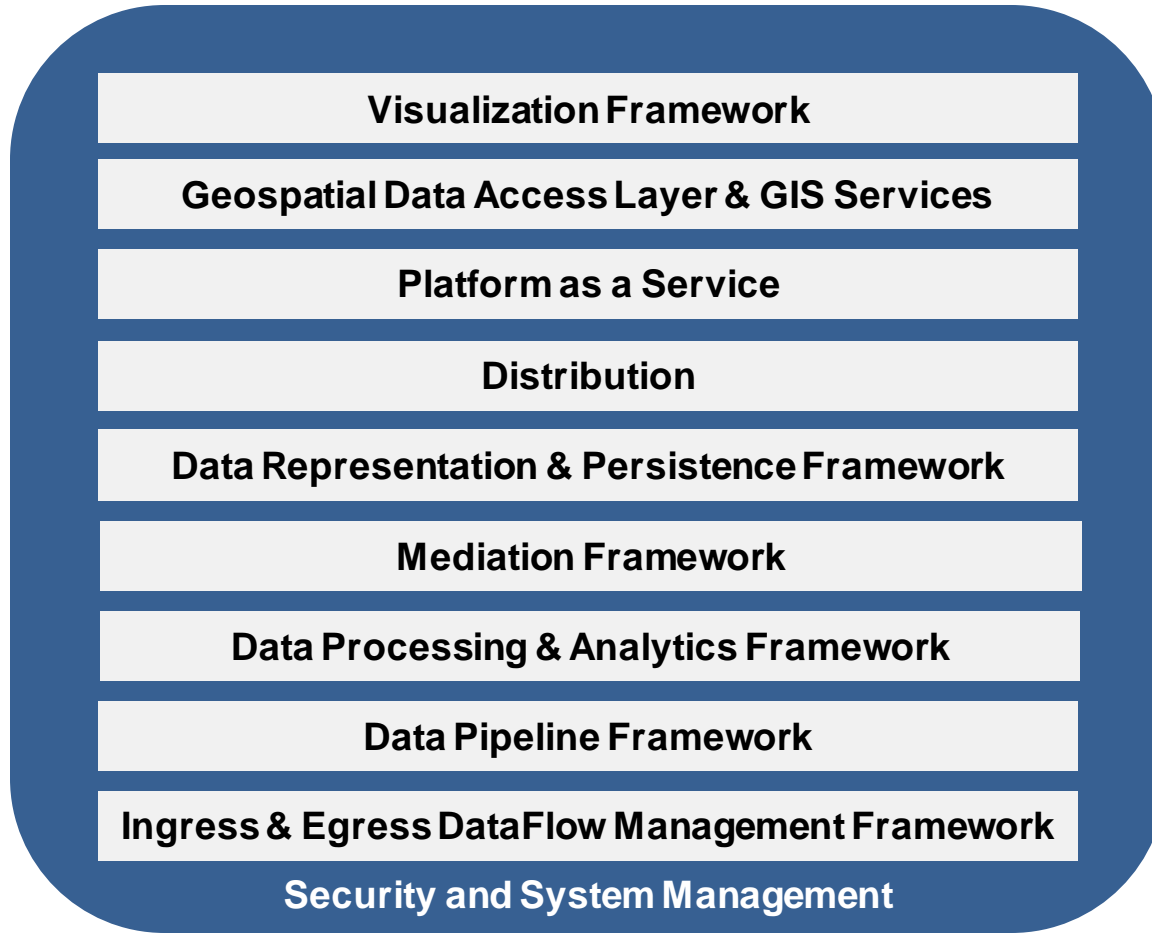 Visualization Framework
Geospatial Data Access Layer & GIS Services
Platform as a Service
Distribution
Data Representation & Persistence Framework
Mediation Framework
Data Processing & Analytics Framework
Data Pipeline Framework
Ingress & Egress DataFlow Management Framework
Security and System Management